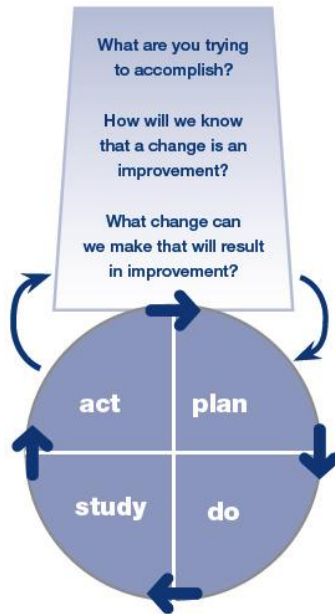 What are you trying
to accomplish?
How will we know
that a change is an
improvement?
What change can
we make that will result
in improvement?
act
plan
study
do